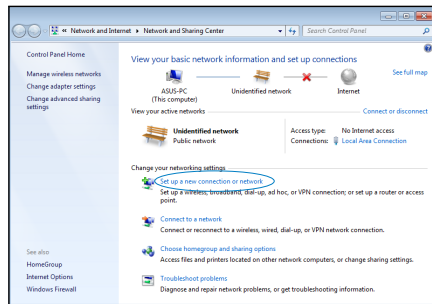 « Network and Internet ▸ Network and Sharing Center
Search Control Panel
Control Panel Home
Manage wireless networks
Change adapter settings
Change advanced sharing
settings
See also
HomeGroup
Internet Options
Windows Firewall
View your basic network information and set up connections
See full map
ASUS-PC
(This computer)
Unidentified network
Internet
View your active networks
Connect or disconnect
Unidentified network
Public network
Access type: No Internet access
Connections: Local Area Connection
Change your networking settings
Set up a new connection or network
Set up a wireless, broadband, dial-up, ad hoc, or VPN connection; or set up a router or access
point.
Connect to a network
Connect or reconnect to a wireless, wired, dial-up, or VPN network connection.
Choose homegroup and sharing options
Access files and printers located on other network computers, or change sharing settings.
Troubleshoot problems
Diagnose and repair network problems, or get troubleshooting information.